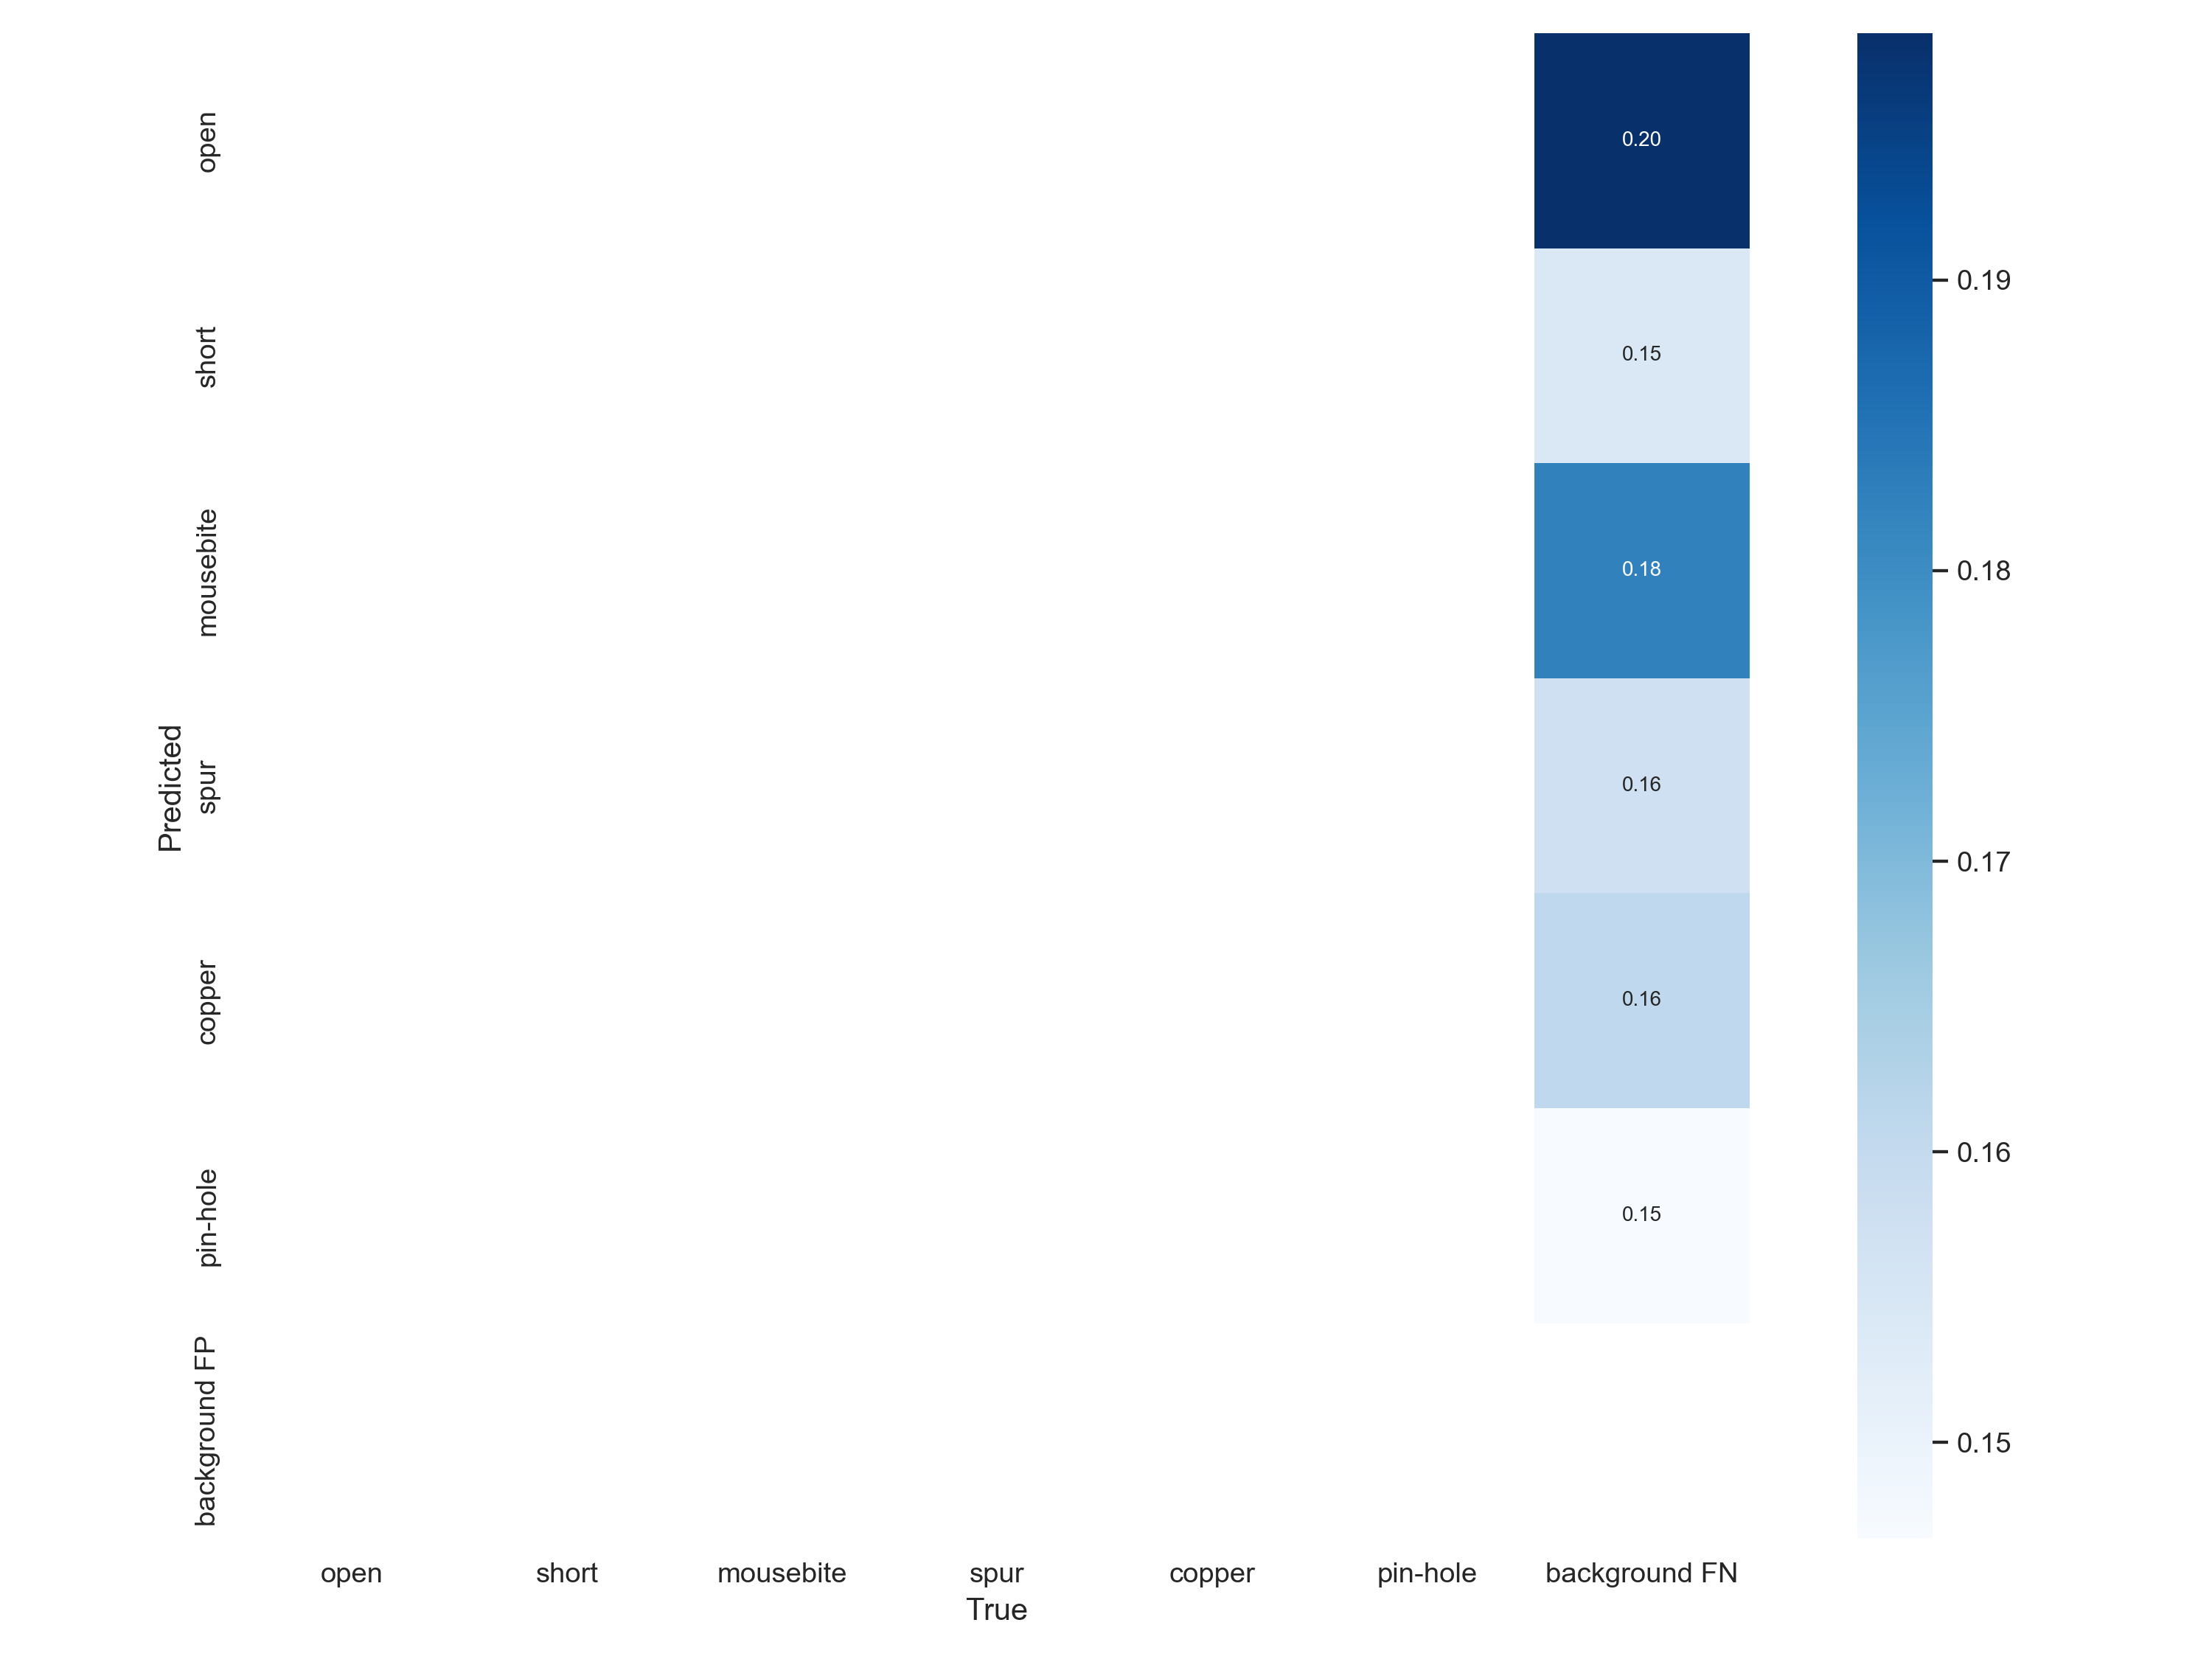 open
0.20
0.19
short
0.15
mousebite
0.18
0.18
Predicted
spur
0.16
0.17
copper
0.16
0.16
pin-hole
0.15
background FP
0.15
open short mousebite spur copper pin-hole background FN
True